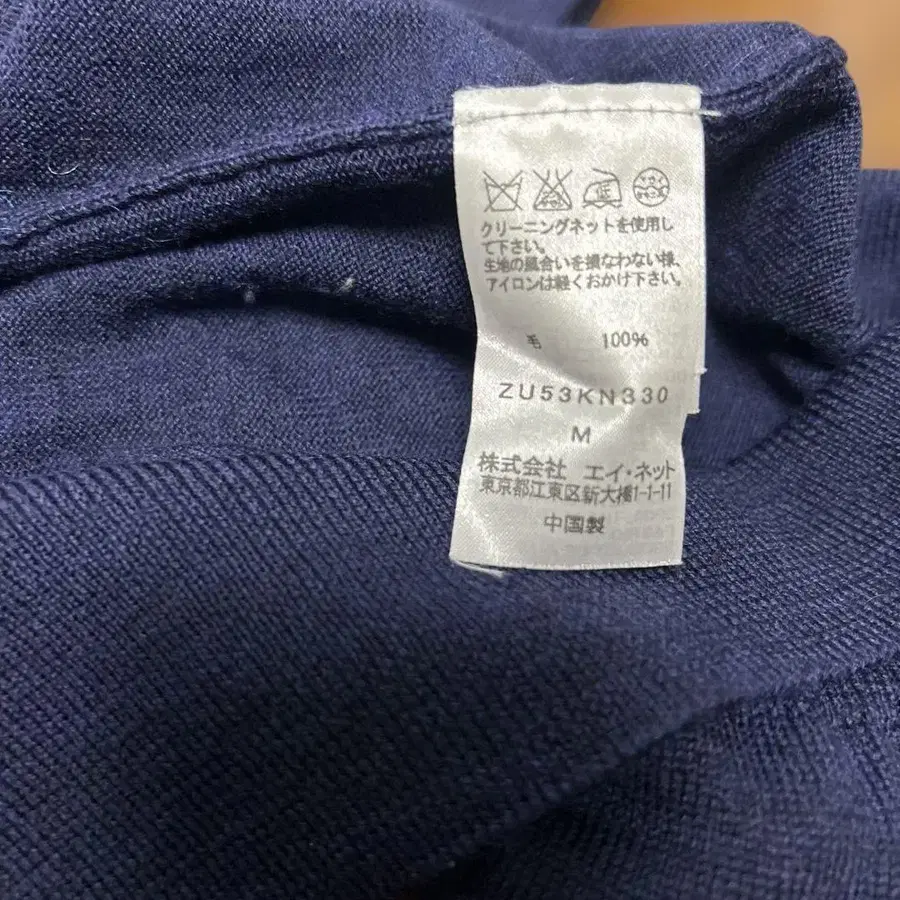 低
クリーニングネットを使用し
て下さい。
生地の風合いを損なわない様、
アイロンは軽くおかけ下さい。
毛 100%
ZU53KN330
M
株式会社 エイ・ネット
東京都江東区新大橋1-1-11
中国製